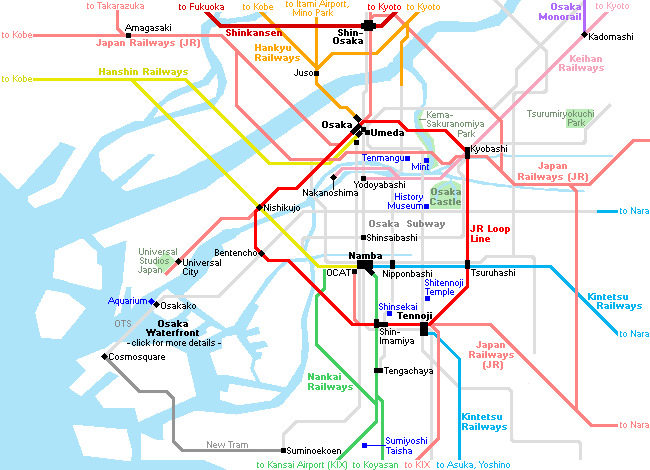 to Takarazuka
to Fukuoka
to Kobe
to Itami Airport,
Mino Park
to Kyoto
to Kyoto
Osaka
Monorail
to Kyoto
Amagasaki
to Kobe
Japan Railways (JR)
Shinkansen
Shin-
Osaka
Kadomashi
Hankyu
Railways
Keihan
Railways
Hanshin Railways
Juso
to Kobe
Kema-
Sakuranomiya
Park
Tsurumiryokuchi
Park
Osaka
Umeda
Kyobashi
Tenmangu
Mint
Japan
Railways (JR)
Nakanoshima
Yodoyabashi
Osaka
Castle
History
Museum
Nishikujo
to Nara
Osaka Subway
JR Loop
Line
Shinsaibashi
Universal
Studios
Japan
Universal
City
Bentencho
Namba
OCAT
Nipponbashi
Tsuruhashi
Shitennoji
Temple
Aquarium
Osakako
Kintetsu
Railways
Shinsekai
Tennoji
OTS
Osaka
Waterfront
- click for more details -
to Nara
Shin-
Imamiya
Japan
Railways
(JR)
Cosmosquare
Tengachaya
Nankai
Railways
Kintetsu
Railways
to Nara
New Tram
Suminoekoen
Sumiyoshi
Taisha
to Kansai Airport (KIX)
to Koyasan
to KIX
to Asuka, Yoshino